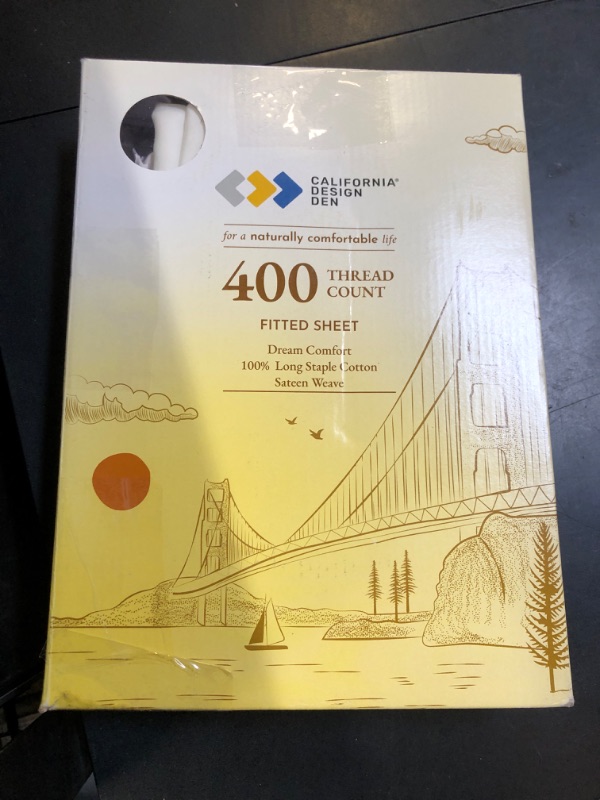 CALIFORNIA®
DESIGN
DEN
for a naturally comfortable life
400 THREAD
COUNT
FITTED SHEET
Dream Comfort
100% Long Staple Cotton
Sateen Weave